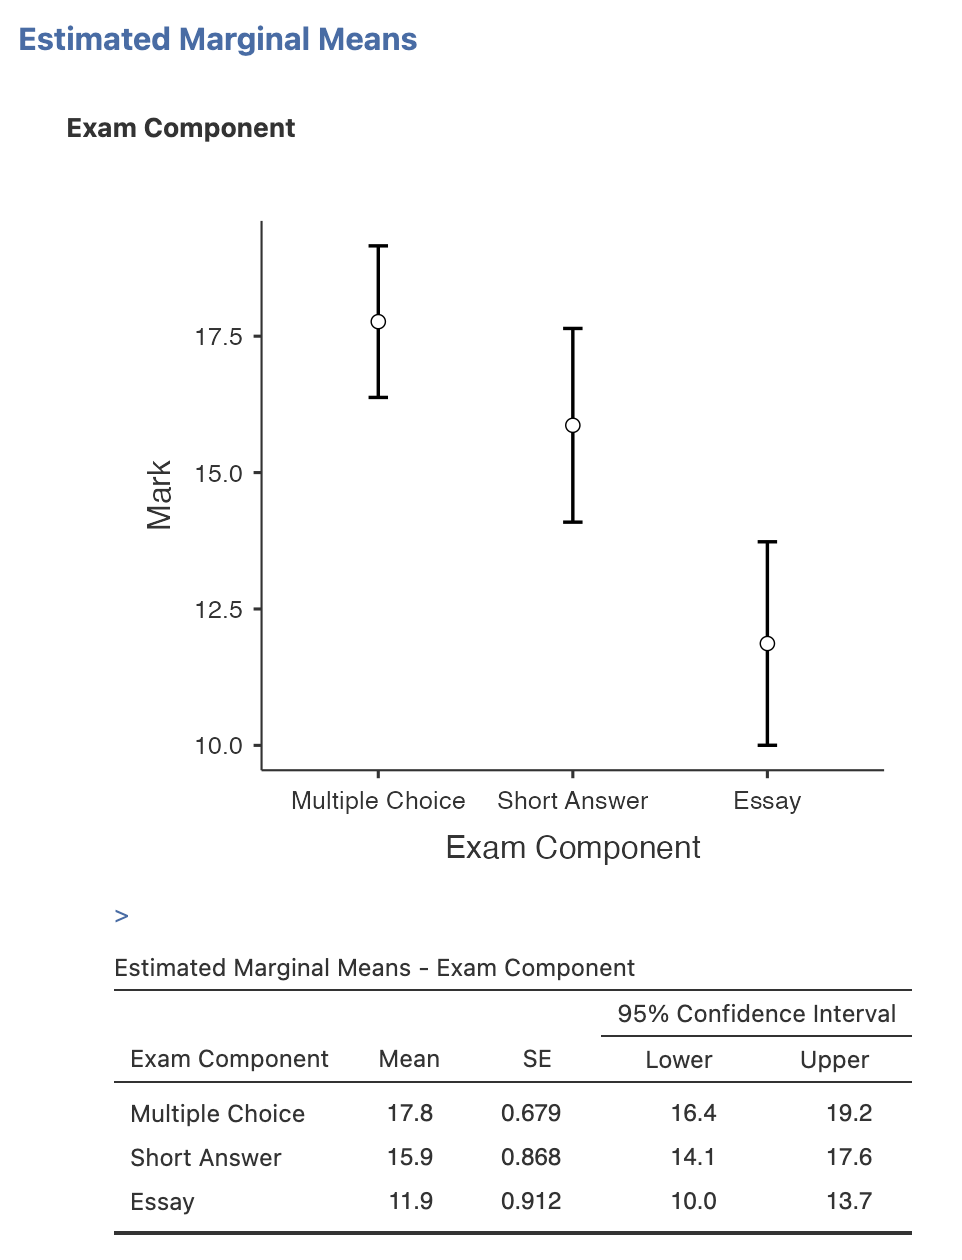 Estimated Marginal Means
Exam Component
17.5
15.0
12.5
10.0
Mark
Multiple Choice Short Answer Essay
Exam Component
>
Estimated Marginal Means - Exam Component
95% Confidence Interval
Exam Component Mean SE Lower Upper
Multiple Choice 17.8 0.679 16.4 19.2
Short Answer 15.9 0.868 14.1 17.6
Essay 11.9 0.912 10.0 13.7